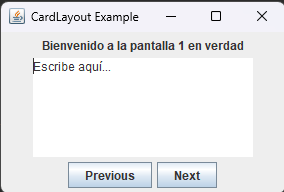 CardLayout Example
Bienvenido a la pantalla 1 en verdad
Escribe aquí...
Previous Next